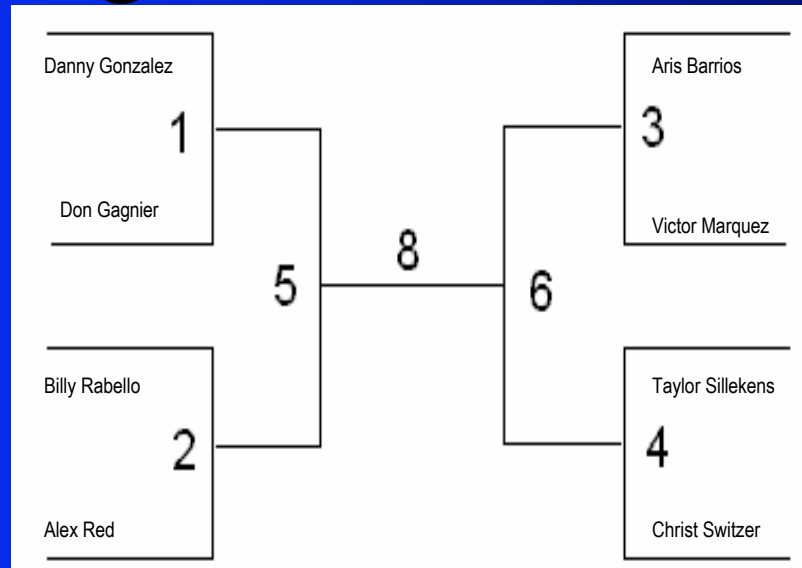 Danny Gonzalez
1
Don Gagnier
Billy Rabello
2
Alex Red
5
8
6
Aris Barrios
3
Victor Marquez
Taylor Sillekens
4
Christ Switzer